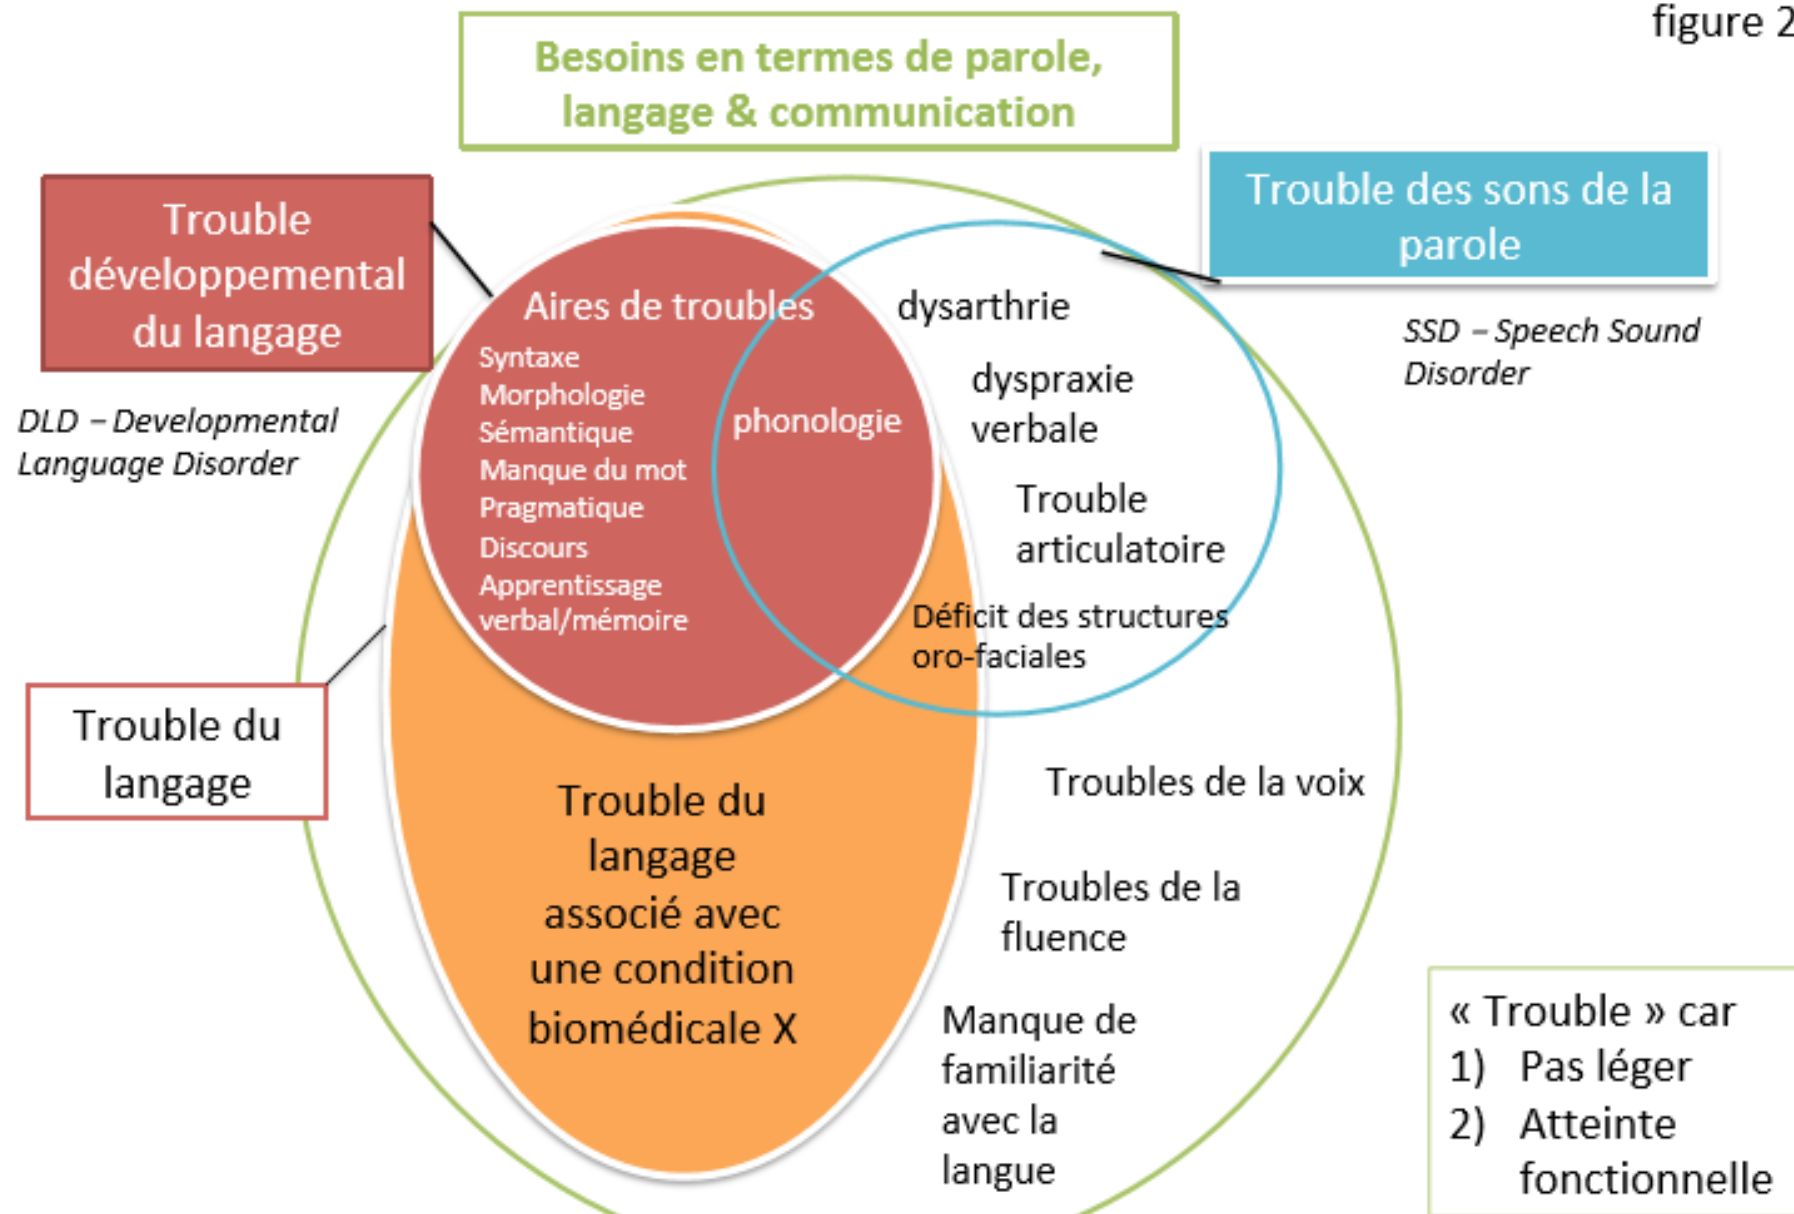 figure 2
Besoins en termes de parole,
langage & communication
Trouble
développemental
du langage
DLD – Developmental
Language Disorder
Trouble des sons de la
parole
SSD – Speech Sound
Disorder
Aires de troubles
Syntaxe
Morphologie
Sémantique
Manque du mot
Pragmatique
Discours
Apprentissage
verbal/mémoire
phonologie
dysarthrie
dyspraxie
verbale
Trouble
articulatoire
Déficit des structures
oro-faciales
Trouble du
langage
Trouble du
langage
associé avec
une condition
biomédicale X
Troubles de la voix
Troubles de la
fluence
Manque de
familiarité
avec la
langue
« Trouble » car
1) Pas léger
2) Atteinte
fonctionnelle